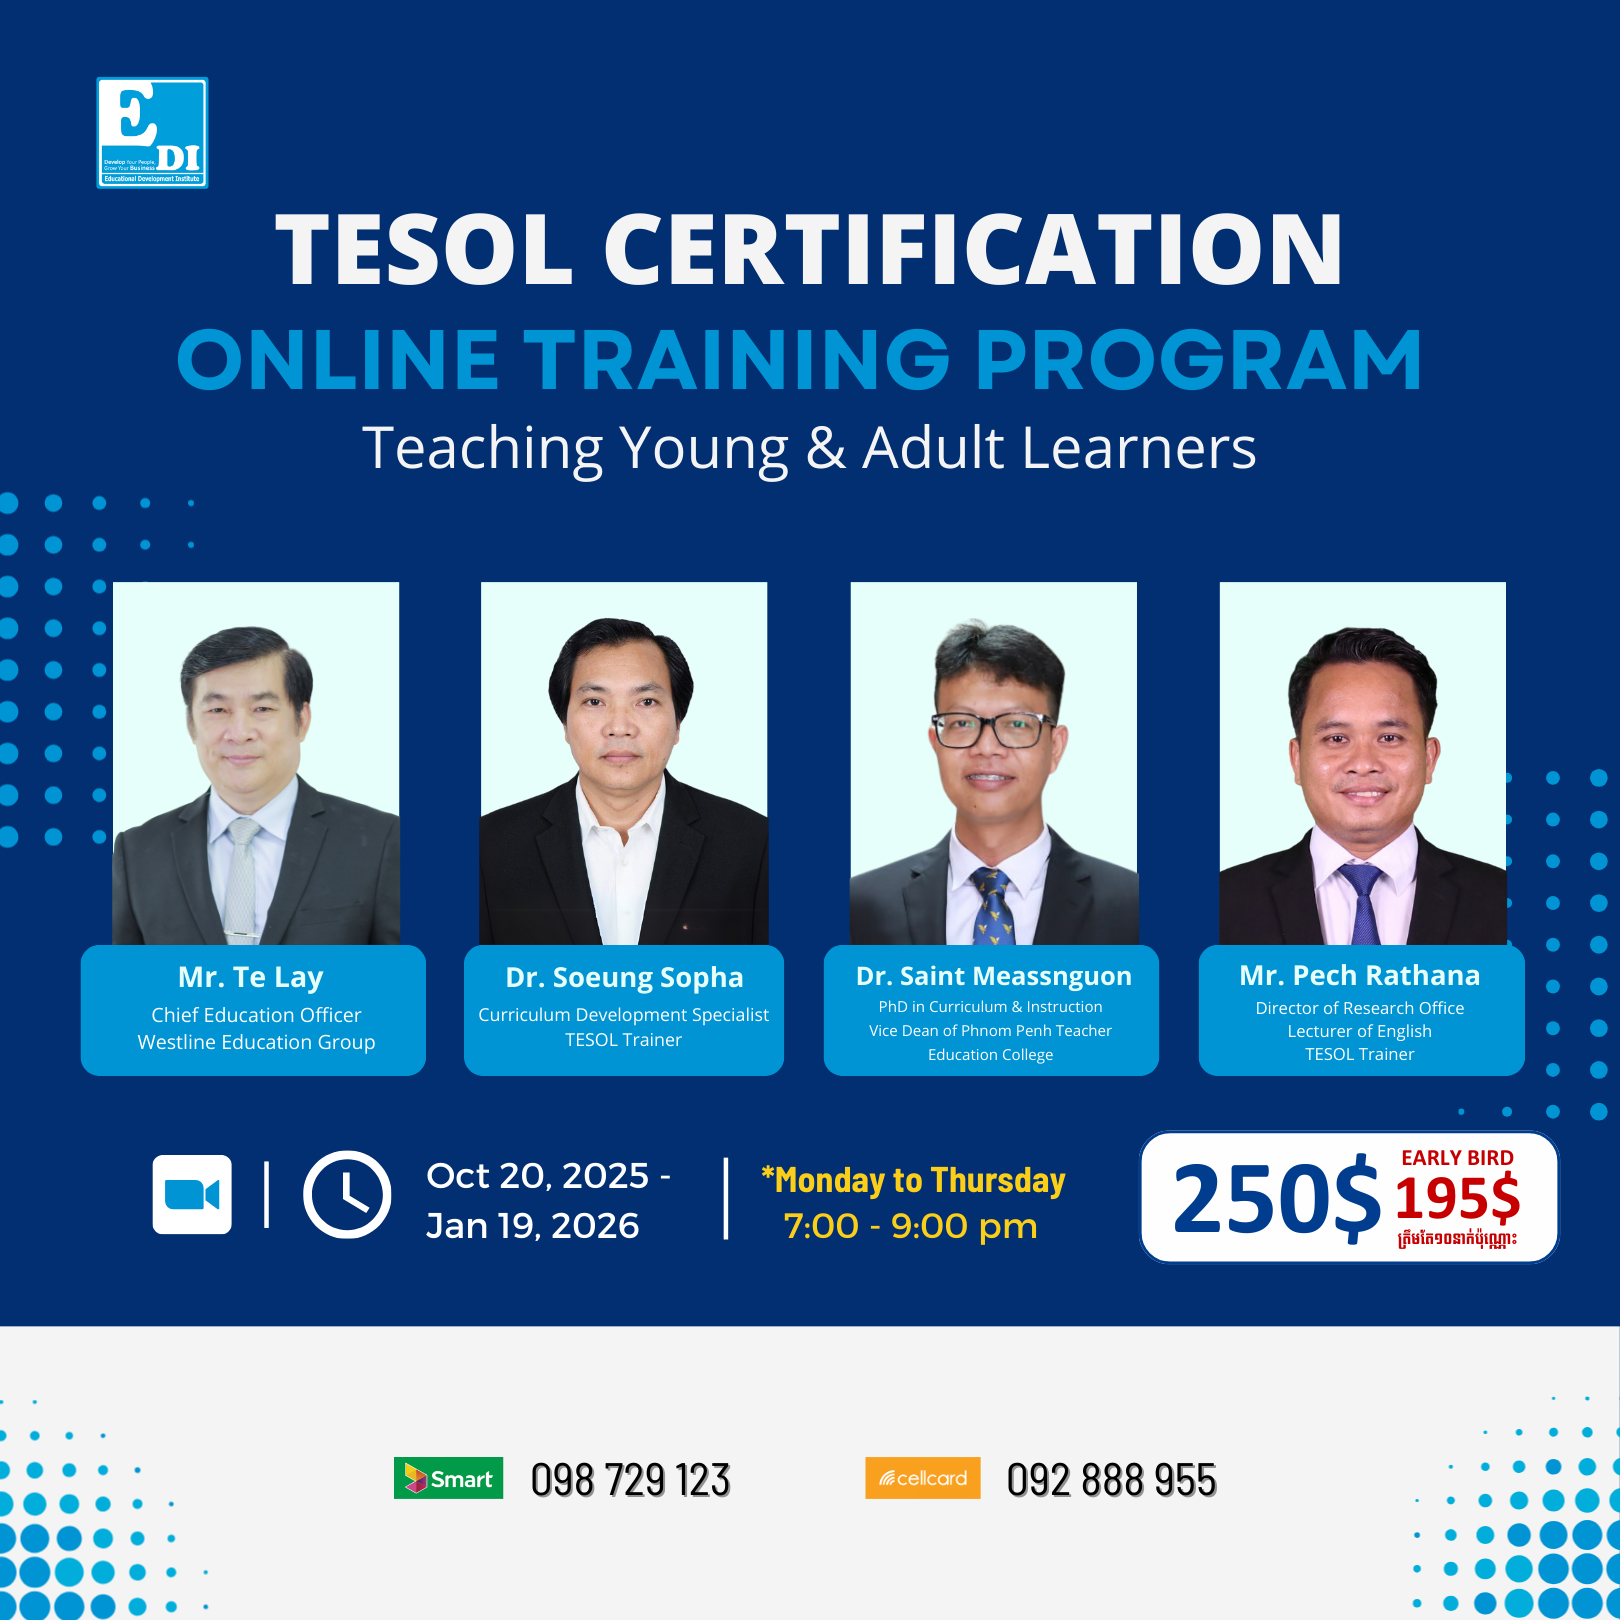 E
DI
Develop Your People,
Grow Your Business
Educational Development Institute
TESOL CERTIFICATION
ONLINE TRAINING PROGRAM
Teaching Young & Adult Learners
Mr. Te Lay
Chief Education Officer
Westline Education Group
Dr. Soeung Sopha
Curriculum Development Specialist
TESOL Trainer
Dr. Saint Meassnguon
PhD in Curriculum & Instruction
Vice Dean of Phnom Penh Teacher
Education College
Mr. Pech Rathana
Director of Research Office
Lecturer of English
TESOL Trainer
Oct 20, 2025 -
Jan 19, 2026
*Monday to Thursday
7:00 - 9:00 pm
250$
EARLY BIRD
195$
ត្រឹមតែ១០នាក់ប៉ុណ្ណោះ
Smart
098 729 123
cellcard
092 888 955